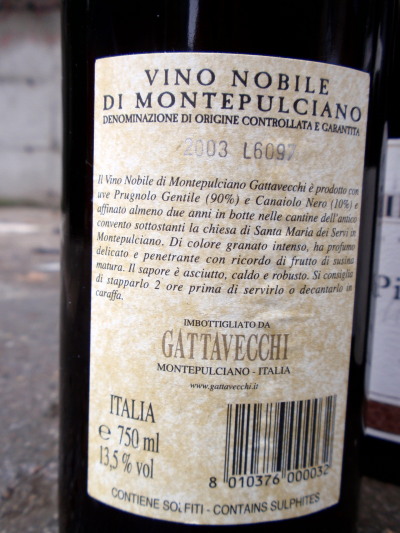 VINO NOBILE
DI MONTEPULCIANO
DENOMINAZIONE DI ORIGINE CONTROLLATA E GARANTITA
2003 L6097
Il Vino Nobile di Montepulciano Gattavecchi è prodotto con
uve Prugnolo Gentile (90%) e Canaiolo Nero (10%) e
affinato almeno due anni in botte nelle cantine dell'antico
convento sottostanti la chiesa di Santa Maria dei Servi in
Montepulciano. Di colore granato intenso, ha profumo
delicato e penetrante con ricordo di frutto di susina
matura. Il sapore è asciutto, caldo e robusto. Si consiglia
di stapparlo 2 ore prima di servirlo o decantarlo in
caraffa.
IMBOTTIGLIATO DA
GATTAVECCHI
MONTEPULCIANO - ITALIA
www.gattavecchi.it
ITALIA
e 750 ml
13,5 % vol
8 010376 000032
CONTIENE SOLFITI - CONTAINS SULPHITES